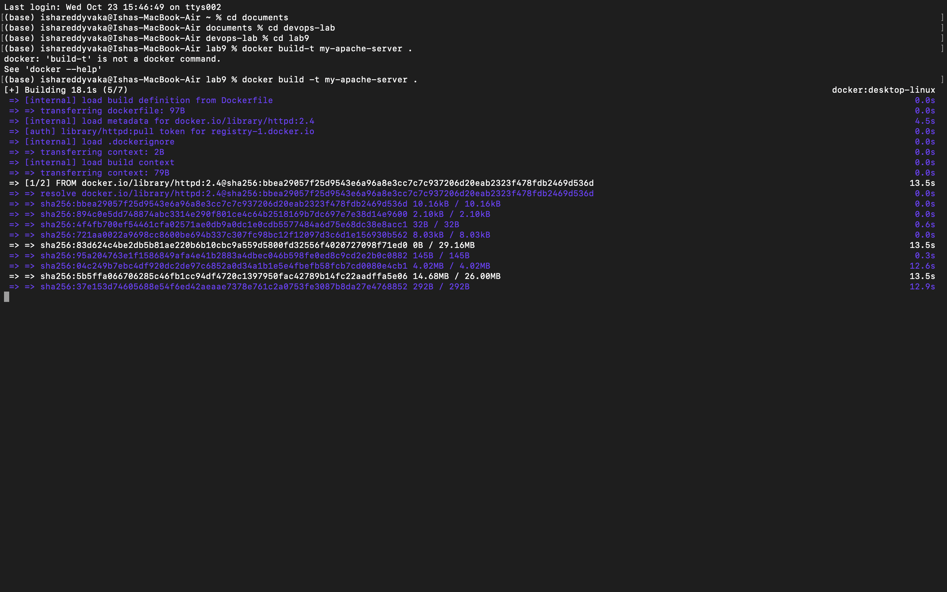 Last login: Wed Oct 23 15:46:49 on ttys002
[(base) ishareddyvaka@Ishas-MacBook-Air ~ % cd documents ]
[(base) ishareddyvaka@Ishas-MacBook-Air documents % cd devops-lab ]
[(base) ishareddyvaka@Ishas-MacBook-Air devops-lab % cd lab9 ]
[(base) ishareddyvaka@Ishas-MacBook-Air lab9 % docker build-t my-apache-server . ]
docker: 'build-t' is not a docker command.
See 'docker --help'
[(base) ishareddyvaka@Ishas-MacBook-Air lab9 % docker build -t my-apache-server . ]
[+] Building 18.1s (5/7) docker:desktop-linux
=> [internal] load build definition from Dockerfile 0.0s
=> => transferring dockerfile: 97B 0.0s
=> [internal] load metadata for docker.io/library/httpd:2.4 4.5s
=> [auth] library/httpd:pull token for registry-1.docker.io 0.0s
=> [internal] load .dockerignore 0.0s
=> => transferring context: 2B 0.0s
=> [internal] load build context 0.0s
=> => transferring context: 79B 0.0s
=> [1/2] FROM docker.io/library/httpd:2.4@sha256:bbea29057f25d9543e6a96a8e3cc7c7c937206d20eab2323f478fdb2469d536d 13.5s
=> => resolve docker.io/library/httpd:2.4@sha256:bbea29057f25d9543e6a96a8e3cc7c7c937206d20eab2323f478fdb2469d536d 0.0s
=> => sha256:bbea29057f25d9543e6a96a8e3cc7c7c937206d20eab2323f478fdb2469d536d 10.16kB / 10.16kB 0.0s
=> => sha256:894c0e5dd748874abc3314e290f801ce4c64b2518169b7dc697e7e38d14e9600 2.10kB / 2.10kB 0.0s
=> => sha256:4f4fb700ef54461cfa02571ae0db9a0dc1e0cdb5577484a6d75e68dc38e8acc1 32B / 32B 0.6s
=> => sha256:721aa0022a9698cc8600be694b337c307fc98bc12f12097d3c6d1e156930b562 8.03kB / 8.03kB 0.0s
=> => sha256:83d624c4be2db5b81ae220b6b10cbc9a559d5800fd32556f4020727098f71ed0 0B / 29.16MB 13.5s
=> => sha256:95a204763e1f1586849afa4e41b2883a4dbec046b598fe0ed8c9cd2e2b0c0882 145B / 145B 0.3s
=> => sha256:04c249b7ebc4df920dc2de97c6852a0d34a1b1e5e4fbefb58fcb7cd0080e4cb1 4.02MB / 4.02MB 12.6s
=> => sha256:5b5ffa066706285c46fb1cc94df4720c1397950fac42789b14fc22aadffa5e06 14.68MB / 26.00MB 13.5s
=> => sha256:37e153d74605688e54f6ed42aeaae7378e761c2a0753fe3087b8da27e4768852 292B / 292B 12.9s